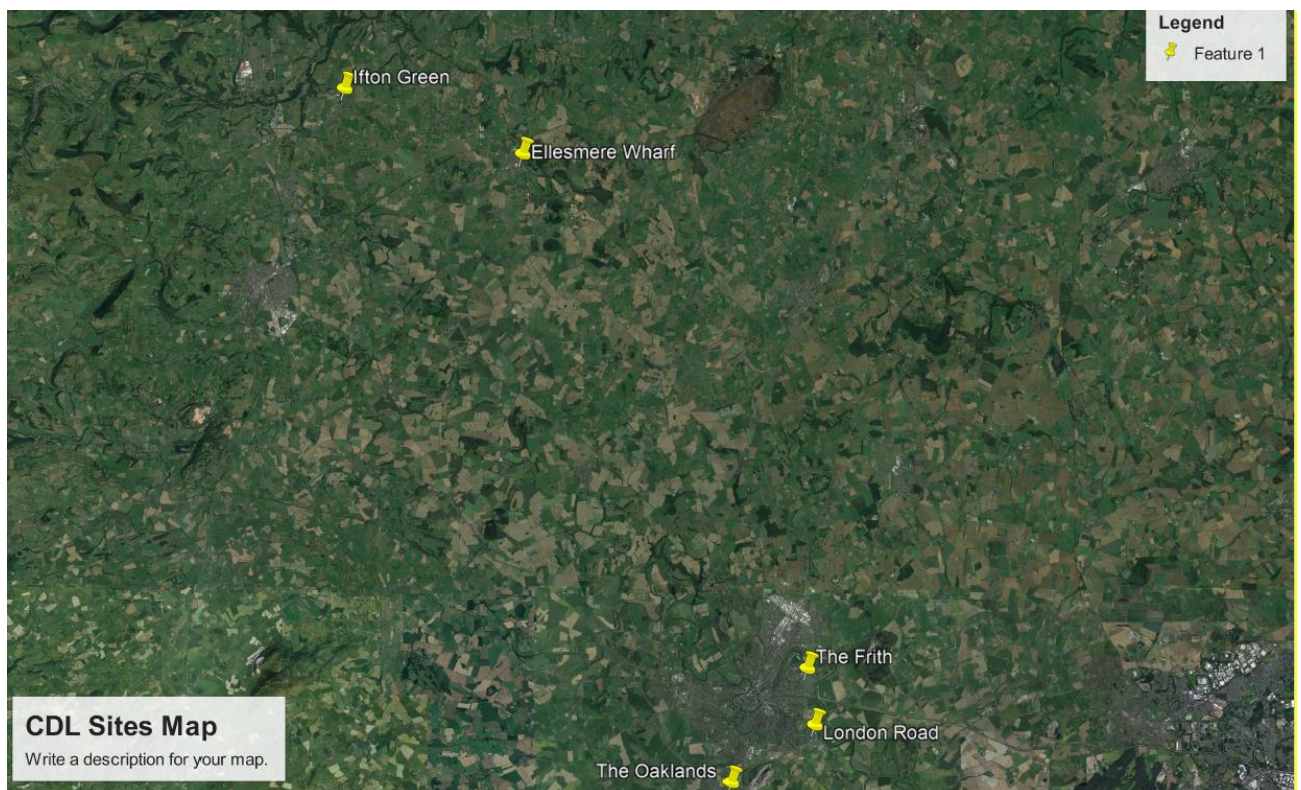 Legend
Feature 1
Ifton Green
Ellesmere Wharf
The Frith
London Road
The Oaklands
CDL Sites Map
Write a description for your map.